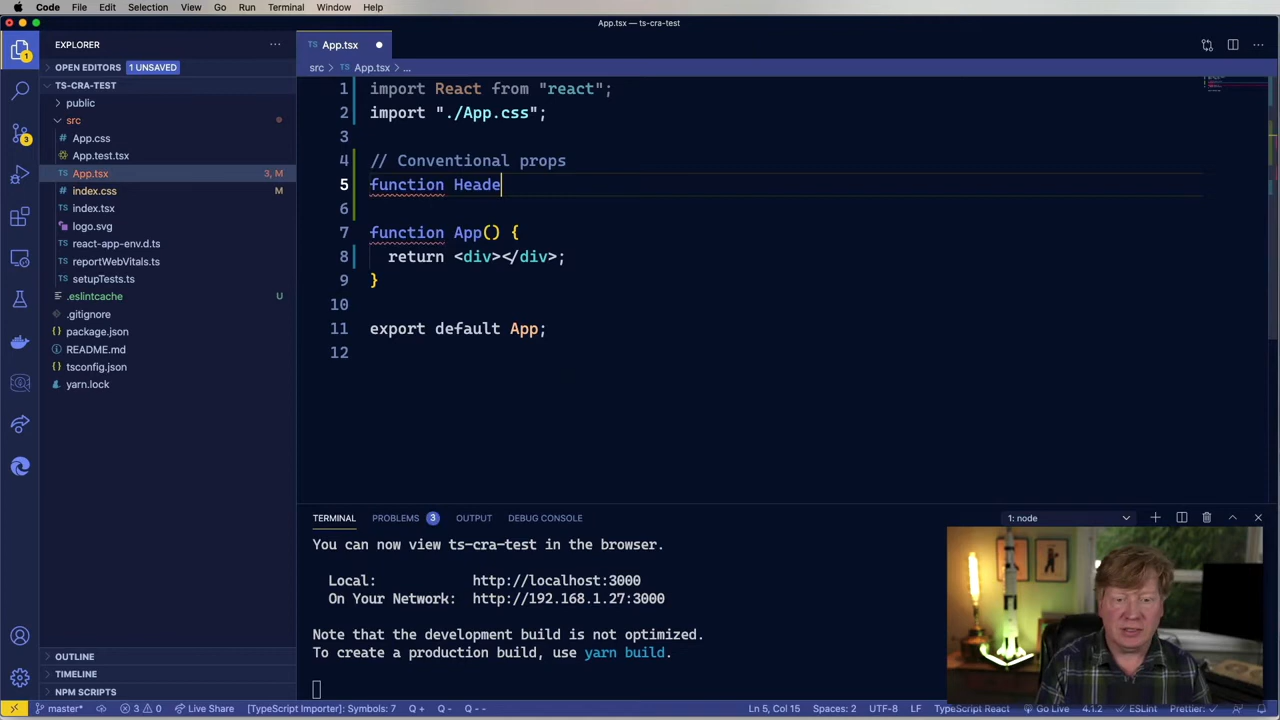 Code File Edit Selection View Go Run Terminal Window Help
App.tsx — ts-cra-test
EXPLORER
OPEN EDITORS 1 UNSAVED
TS-CRA-TEST
public
src
App.css
App.test.tsx
App.tsx 3, M
index.css M
index.tsx
logo.svg
react-app-env.d.ts
reportWebVitals.ts
setupTests.ts
.eslintcache U
.gitignore
package.json
README.md
tsconfig.json
yarn.lock
OUTLINE
TIMELINE
NPM SCRIPTS
TS App.tsx
src > TS App.tsx > ...
1 import React from "react";
2 import "./App.css";
3
4 // Conventional props
5 function Heade
6
7 function App() {
8 return <div></div>;
9 }
10
11 export default App;
12
TERMINAL PROBLEMS 3 OUTPUT DEBUG CONSOLE 1: node
You can now view ts-cra-test in the browser.
Local: http://localhost:3000
On Your Network: http://192.168.1.27:3000
Note that the development build is not optimized.
To create a production build, use yarn build.
master* 3 0 Live Share [TypeScript Importer]: Symbols: 7 Q + Q - Q - - Ln 5, Col 15 Spaces: 2 UTF-8 LF TypeScript React Go Live 4.1.2 ESLint Prettier: